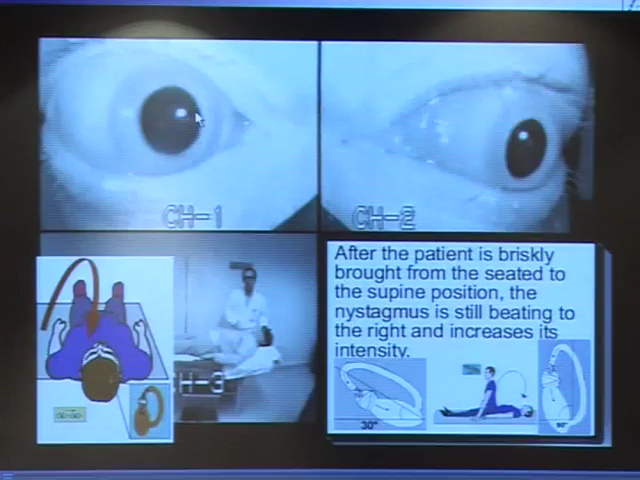 CH-1
CH-2
After the patient is briskly
brought from the seated to
the supine position, the
nystagmus is still beating to
the right and increases its
intensity.
CH-3
30°
90°